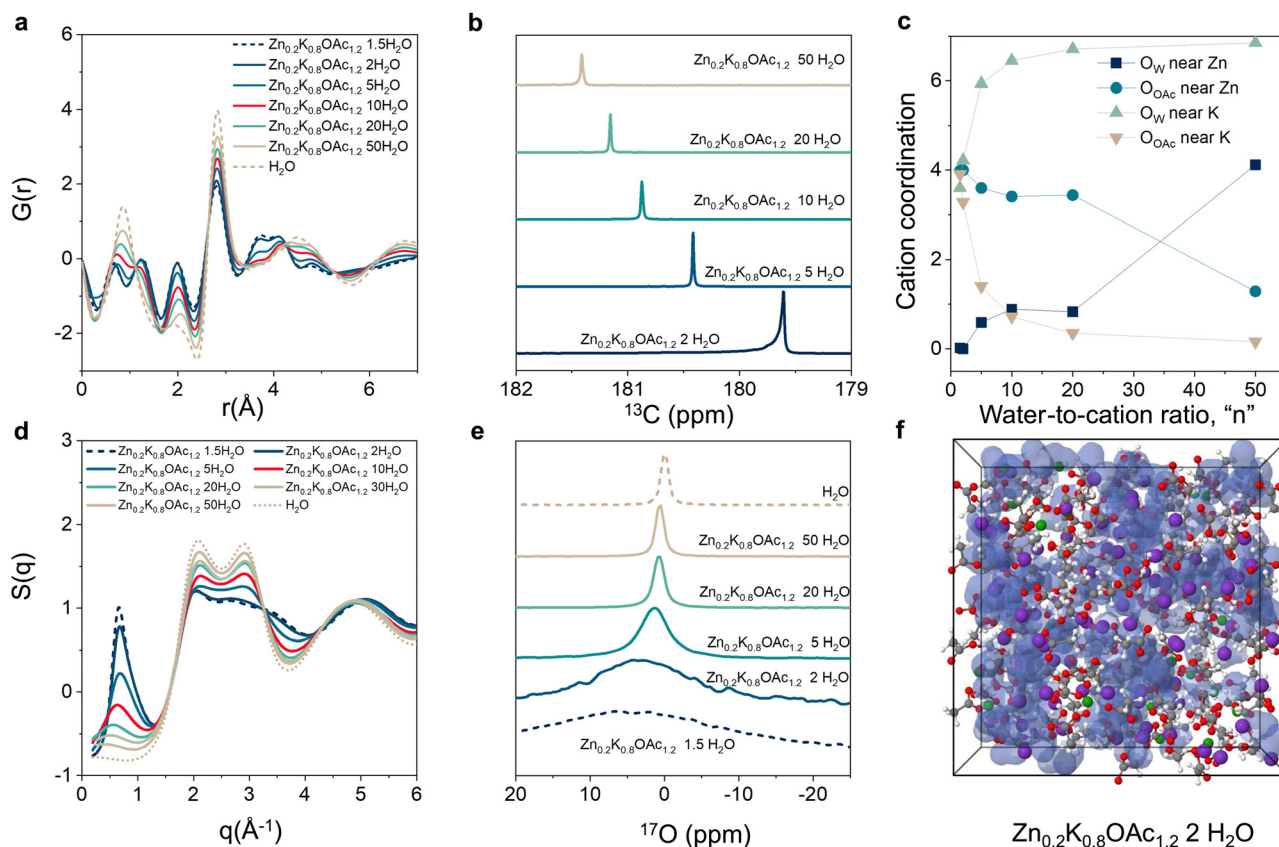 a
6
4
2
0
-2
0
2
4
6
G(r)
r(Å)
Zn0.2K0.8OAc1.2 1.5H2O
Zn0.2K0.8OAc1.2 2H2O
Zn0.2K0.8OAc1.2 5H2O
Zn0.2K0.8OAc1.2 10H2O
Zn0.2K0.8OAc1.2 20H2O
Zn0.2K0.8OAc1.2 50H2O
H2O
b
Zn0.2K0.8OAc1.2 50 H2O
Zn0.2K0.8OAc1.2 20 H2O
Zn0.2K0.8OAc1.2 10 H2O
Zn0.2K0.8OAc1.2 5 H2O
Zn0.2K0.8OAc1.2 2 H2O
182
181
180
179
13C (ppm)
c
Cation coordination
6
4
2
0
OW near Zn
OOAc near Zn
OW near K
OOAc near K
0
10
20
30
40
50
Water-to-cation ratio, “n”
d
3
2
1
0
-1
S(q)
Zn0.2K0.8OAc1.2 1.5H2O
Zn0.2K0.8OAc1.2 2H2O
Zn0.2K0.8OAc1.2 5H2O
Zn0.2K0.8OAc1.2 10H2O
Zn0.2K0.8OAc1.2 20H2O
Zn0.2K0.8OAc1.2 30H2O
Zn0.2K0.8OAc1.2 50H2O
H2O
0
1
2
3
4
5
6
q(Å-1)
e
H2O
Zn0.2K0.8OAc1.2 50 H2O
Zn0.2K0.8OAc1.2 20 H2O
Zn0.2K0.8OAc1.2 5 H2O
Zn0.2K0.8OAc1.2 2 H2O
Zn0.2K0.8OAc1.2 1.5 H2O
20
10
0
-10
-20
17O (ppm)
f
Zn0.2K0.8OAc1.2 2 H2O